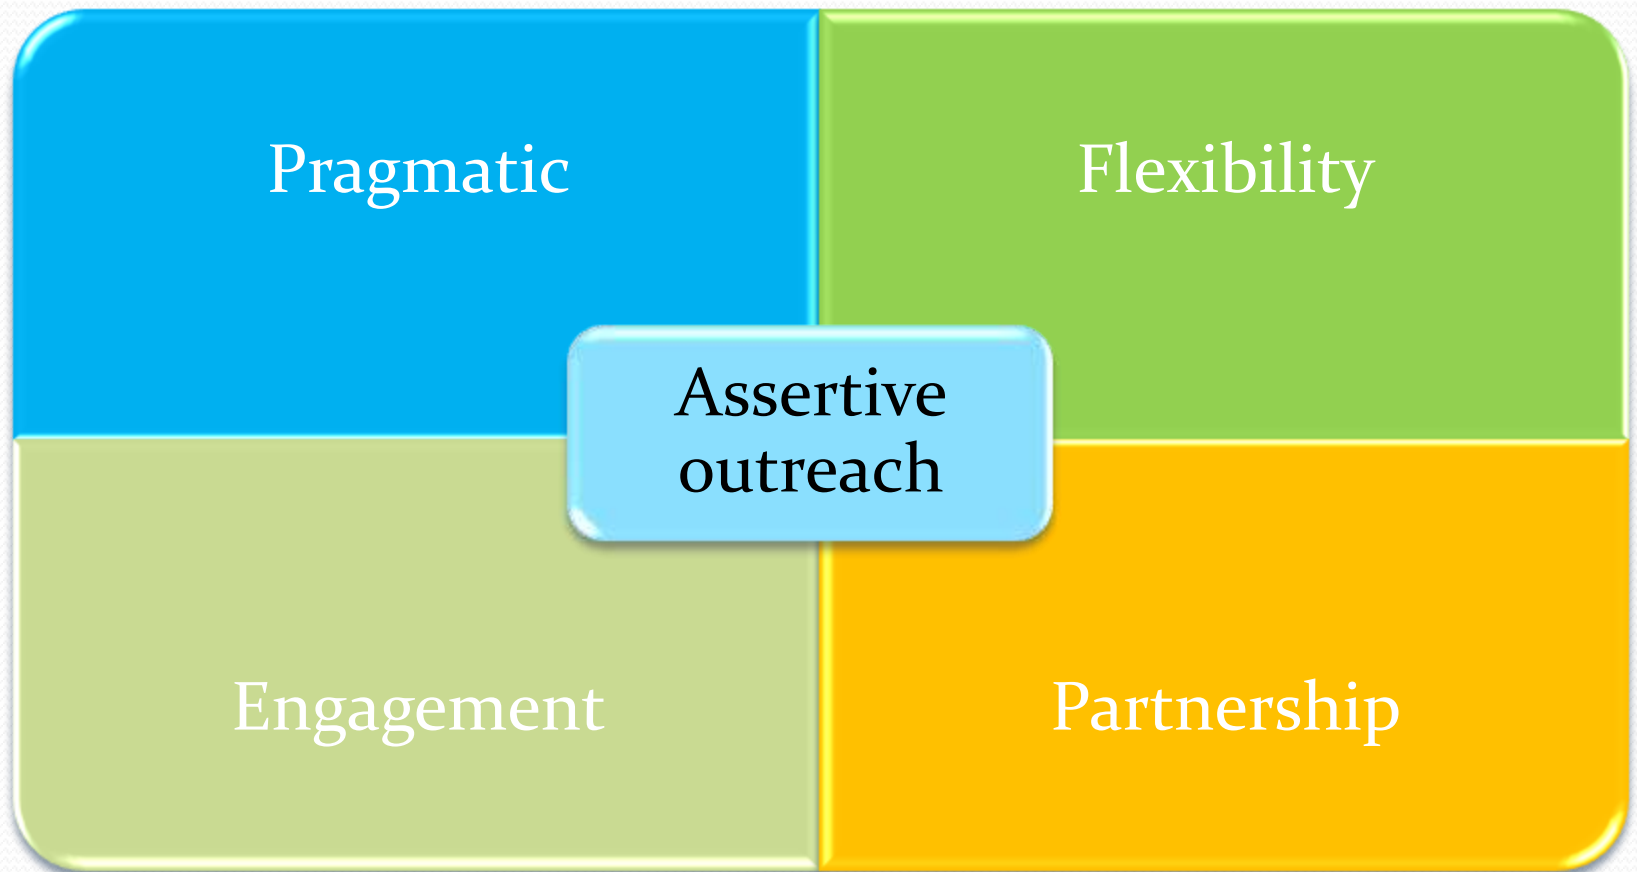 Pragmatic
Flexibility
Assertive
outreach
Engagement
Partnership